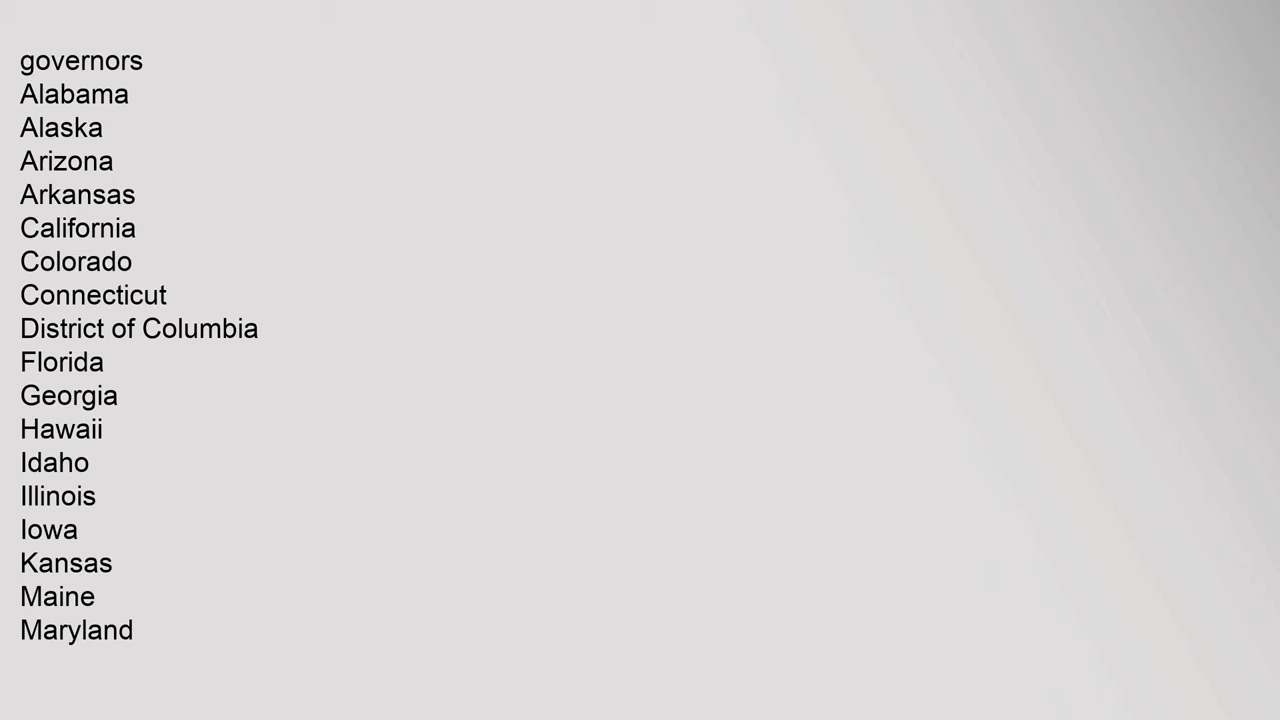 governors
Alabama
Alaska
Arizona
Arkansas
California
Colorado
Connecticut
District of Columbia
Florida
Georgia
Hawaii
Idaho
Illinois
Iowa
Kansas
Maine
Maryland